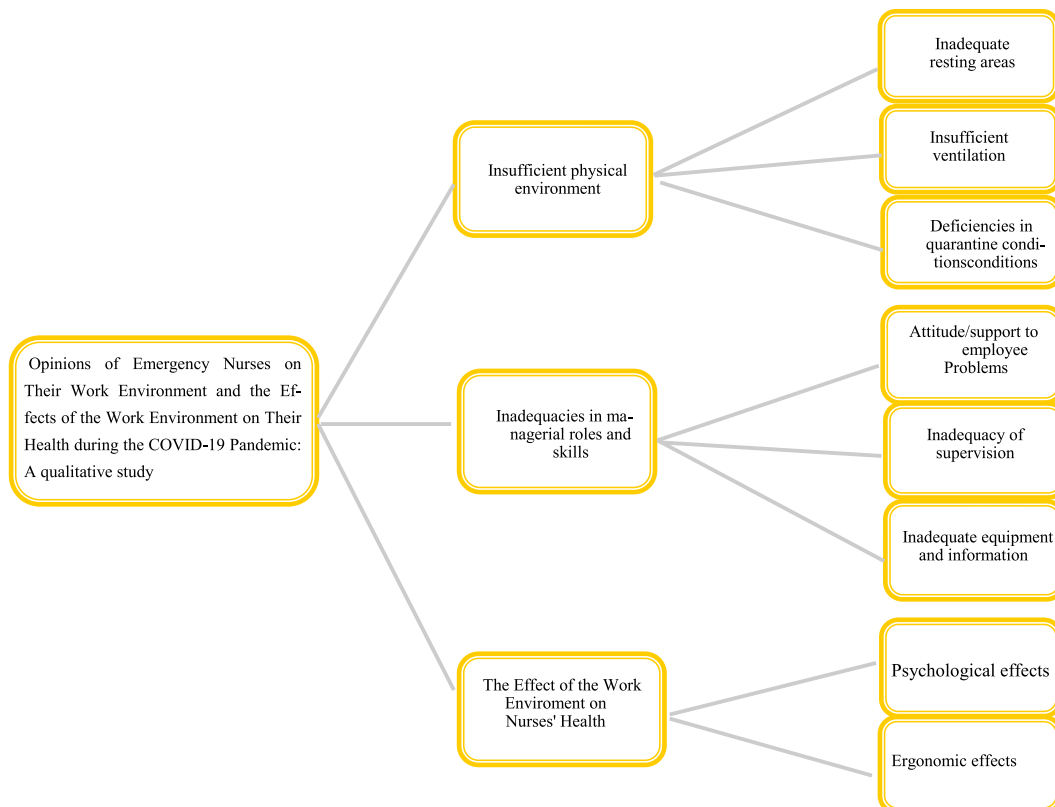 Opinions of Emergency Nurses on
Their Work Environment and the Ef-
fects of the Work Environment on Their
Health during the COVID-19 Pandemic:
A qualitative study
Insufficient physical
environment
Inadequate
resting areas
Insufficient
ventilation
Deficiencies in
quarantine condi-
tionsconditions
Inadequacies in ma-
nagerial roles and
skills
Attitude/support to
employee
Problems
Inadequacy of
supervision
Inadequate equipment
and information
The Effect of the Work
Enviroment on
Nurses' Health
Psychological effects
Ergonomic effects